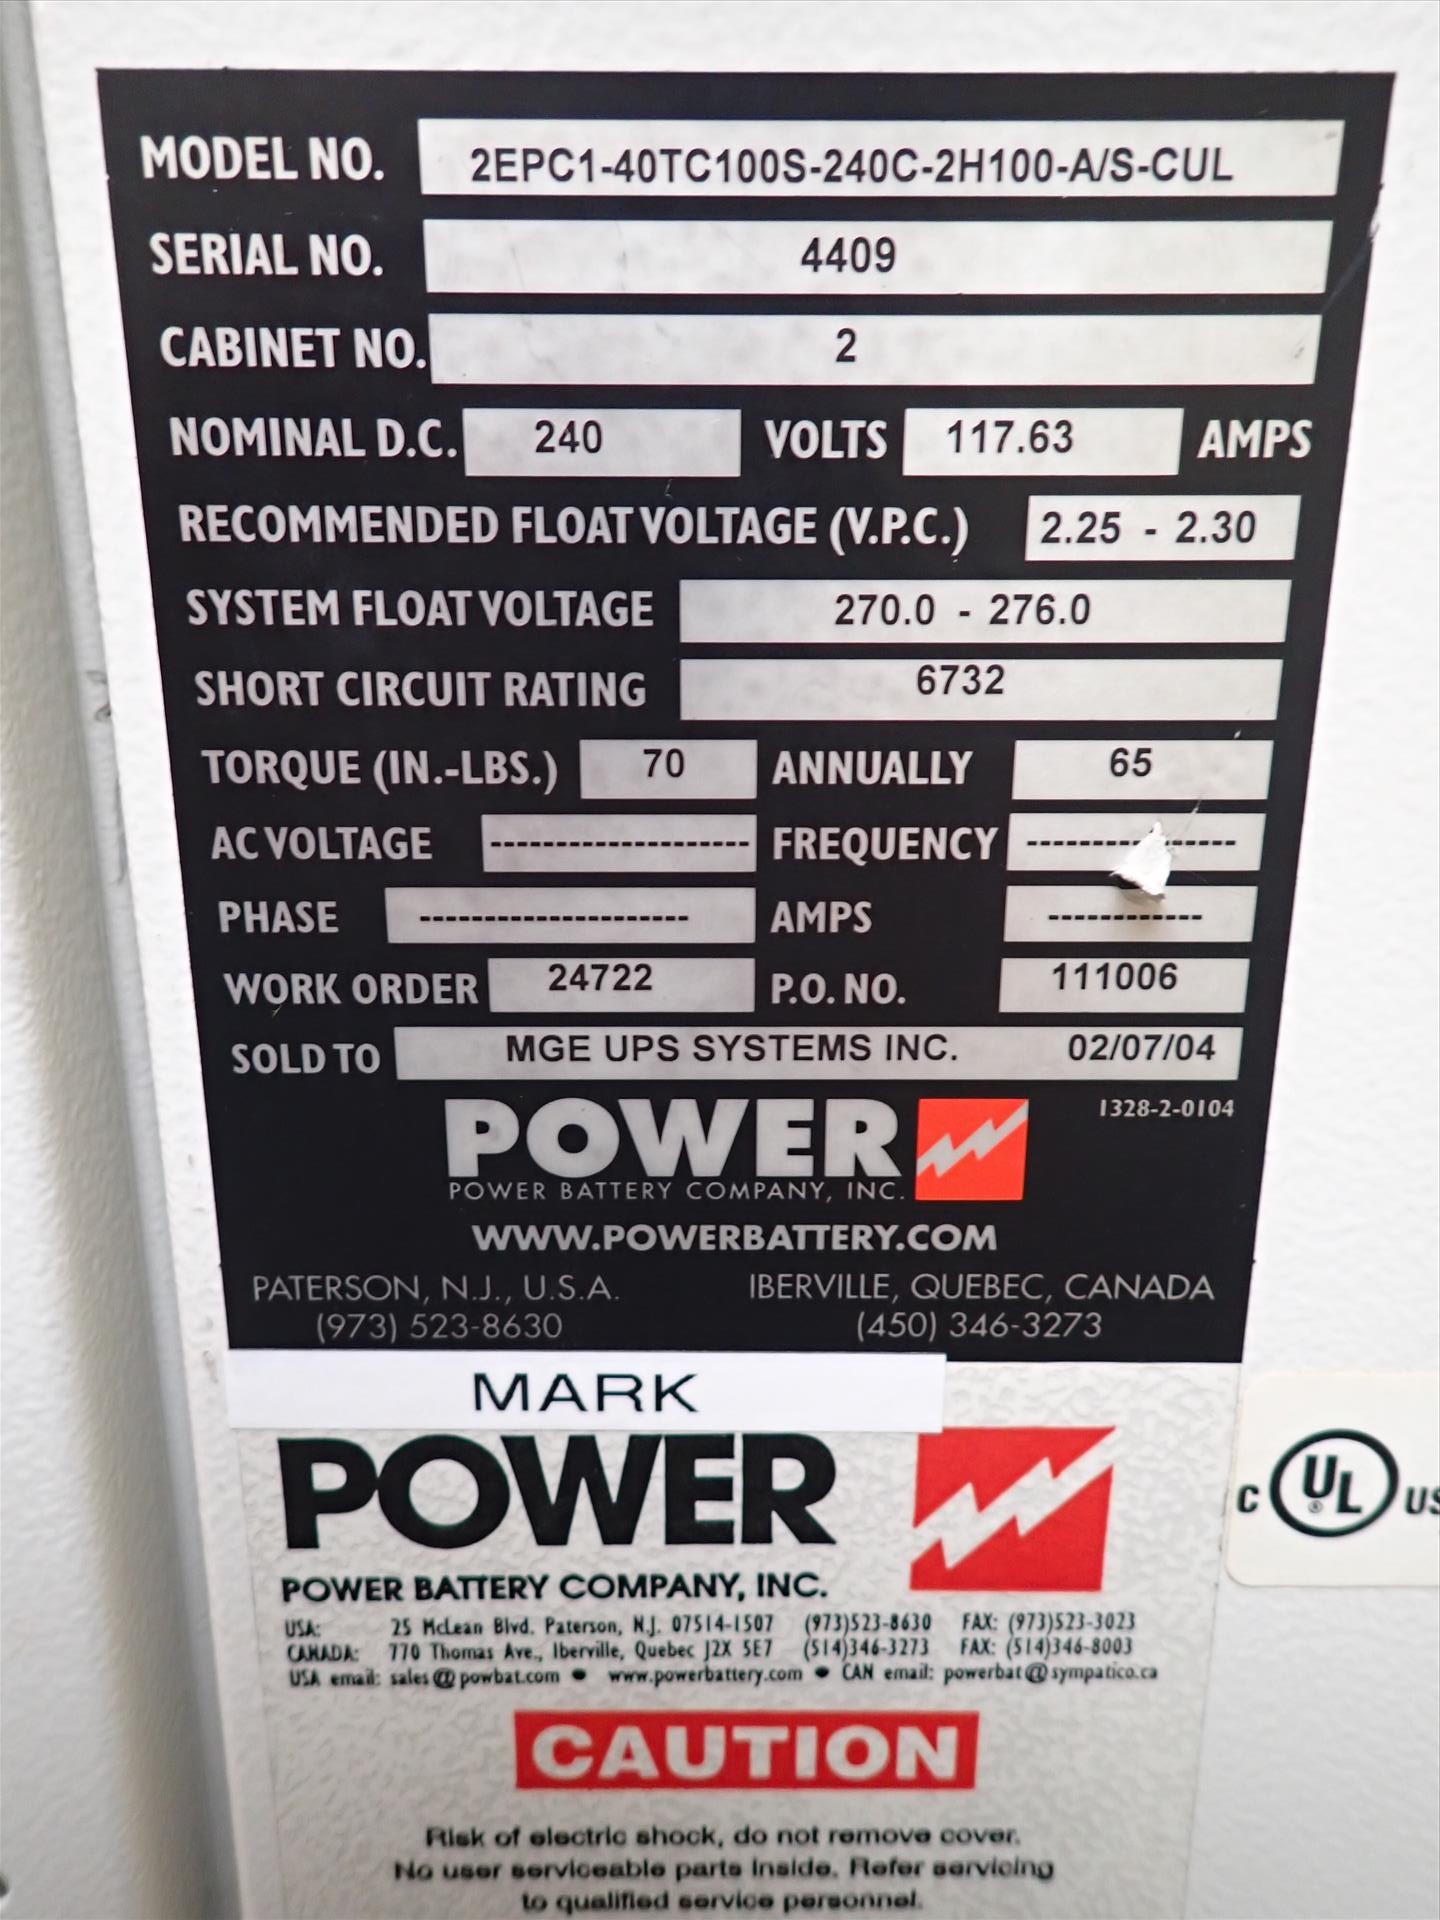 MODEL NO. 2EPC1-40TC100S-240C-2H100-A/S-CUL
SERIAL NO. 4409
CABINET NO. 2
NOMINAL D.C. 240 VOLTS 117.63 AMPS
RECOMMENDED FLOAT VOLTAGE (V.P.C.) 2.25 - 2.30
SYSTEM FLOAT VOLTAGE 270.0 - 276.0
SHORT CIRCUIT RATING 6732
TORQUE (IN.-LBS.) 70 ANNUALLY 65
AC VOLTAGE -------------------- FREQUENCY ------------------
PHASE --------------------- AMPS ------------
WORK ORDER 24722 P.O. NO. 111006
SOLD TO MGE UPS SYSTEMS INC. 02/07/04
1328-2-0104
POWER
POWER BATTERY COMPANY, INC.
WWW.POWERBATTERY.COM
PATERSON, N.J., U.S.A. IBERVILLE, QUEBEC, CANADA
(973) 523-8630 (450) 346-3273
MARK
POWER
POWER BATTERY COMPANY, INC.
C UL ® US
USA: 25 McLean Blvd. Paterson, N.J. 07514-1507 (973)523-8630 FAX: (973)523-3023
CANADA: 770 Thomas Ave., Iberville, Quebec J2X 5E7 (514)346-3273 FAX: (514)346-8003
USA email: sales@powbat.com • www.powerbattery.com • CAN email: powerbat@sympatico.ca
CAUTION
Risk of electric shock, do not remove cover.
No user serviceable parts inside. Refer servicing
to qualified service personnel.